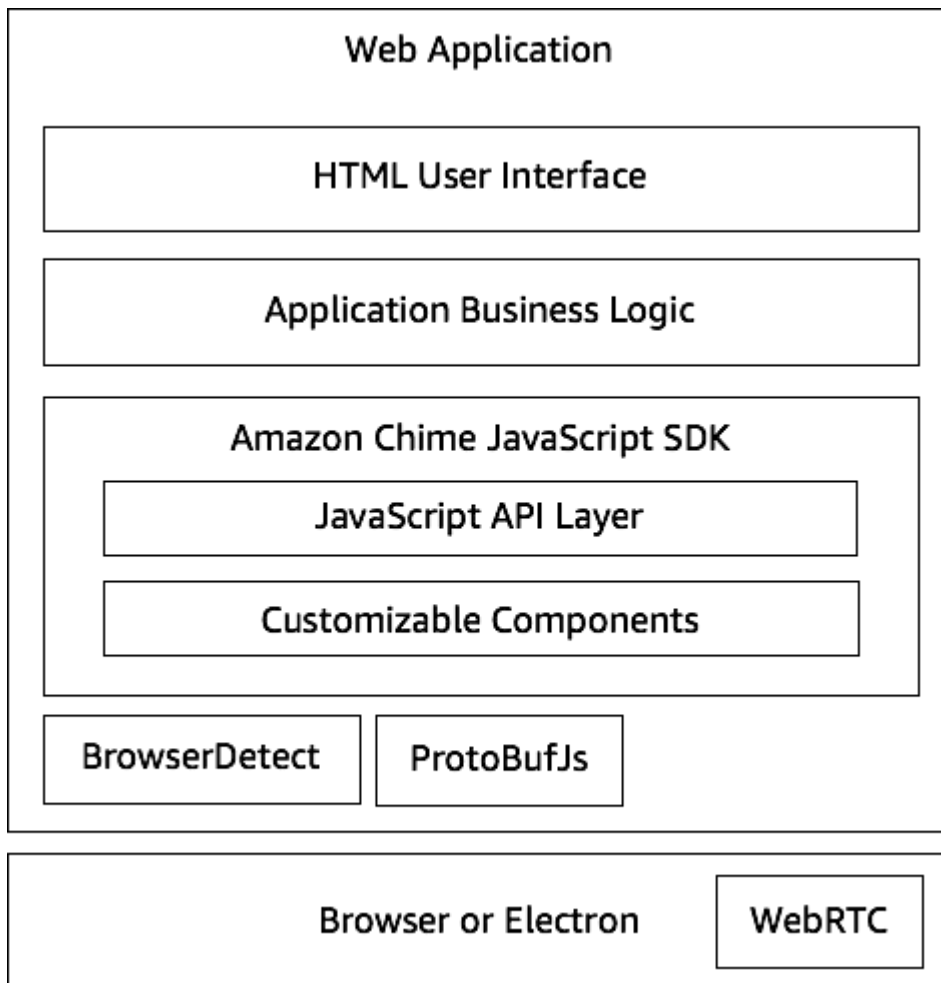 Web Application
HTML User Interface
Application Business Logic
Amazon Chime JavaScript SDK
JavaScript API Layer
Customizable Components
BrowserDetect
ProtoBufJs
Browser or Electron
WebRTC